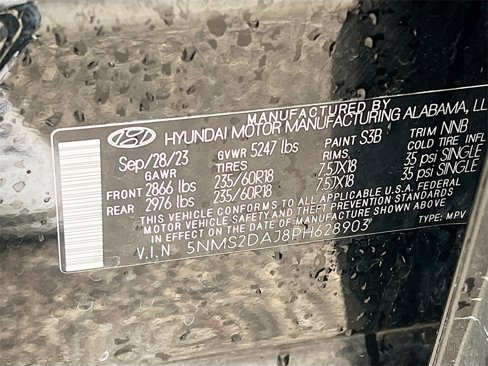 MANUFACTURED BY
HYUNDAI MOTOR MANUFACTURING ALABAMA, LL
Sep/28/23 GVWR 5247 lbs PAINT S3B TRIM NNB
GAWR TIRES RIMS COLD TIRE INFL
FRONT 2866 lbs 235/60R18 7.5JX18 35 psi SINGLE
REAR 2976 lbs 235/60R18 7.5JX18 35 psi SINGLE
THIS VEHICLE CONFORMS TO ALL APPLICABLE U.S.A. FEDERAL
MOTOR VEHICLE SAFETY AND THEFT PREVENTION STANDARDS
IN EFFECT ON THE DATE OF MANUFACTURE SHOWN ABOVE
V.I.N 5NMS2DAJ8PH628903 TYPE: MPV